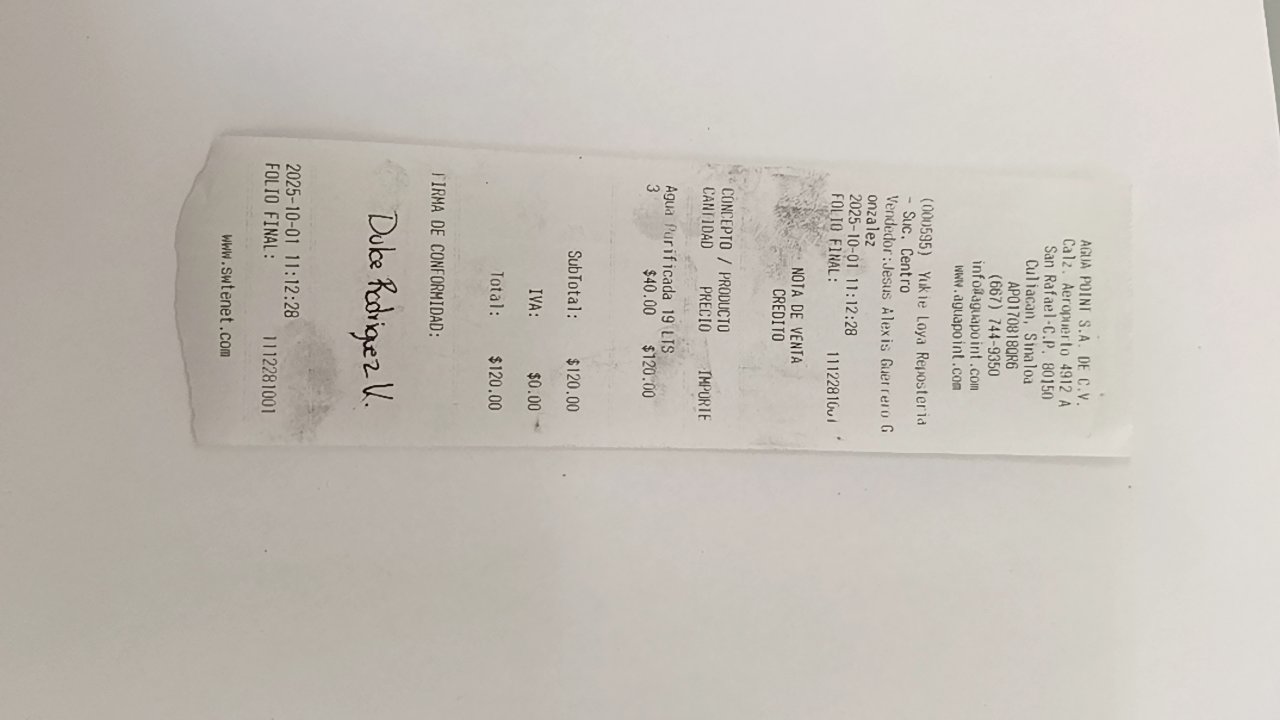 AGUA POINT S.A. DE C.V.
Calz. Aeropuerto 4912 A
San Rafael-C.P. 80150
Culiacan, Sinaloa
APO170818QR6
(667) 744-9350
info@aguapoint.com
www.aguapoint.com
(000595) Yukie Loya Reposteria
- Suc. Centro
Vendedor:Jesus Alexis Guerrero G
onzalez
2025-10-01 11:12:28
FOLIO FINAL: 1112281001
NOTA DE VENTA
CREDITO
CONCEPTO / PRODUCTO
CANTIDAD PRECIO IMPORTE
Agua Purificada 19 LTS
3 $40.00 $120.00
SubTotal: $120.00
IVA: $0.00
Total: $120.00
FIRMA DE CONFORMIDAD:
Dulce Rodriguez V.
2025-10-01 11:12:28
FOLIO FINAL: 1112281001
www.swtepnet.com